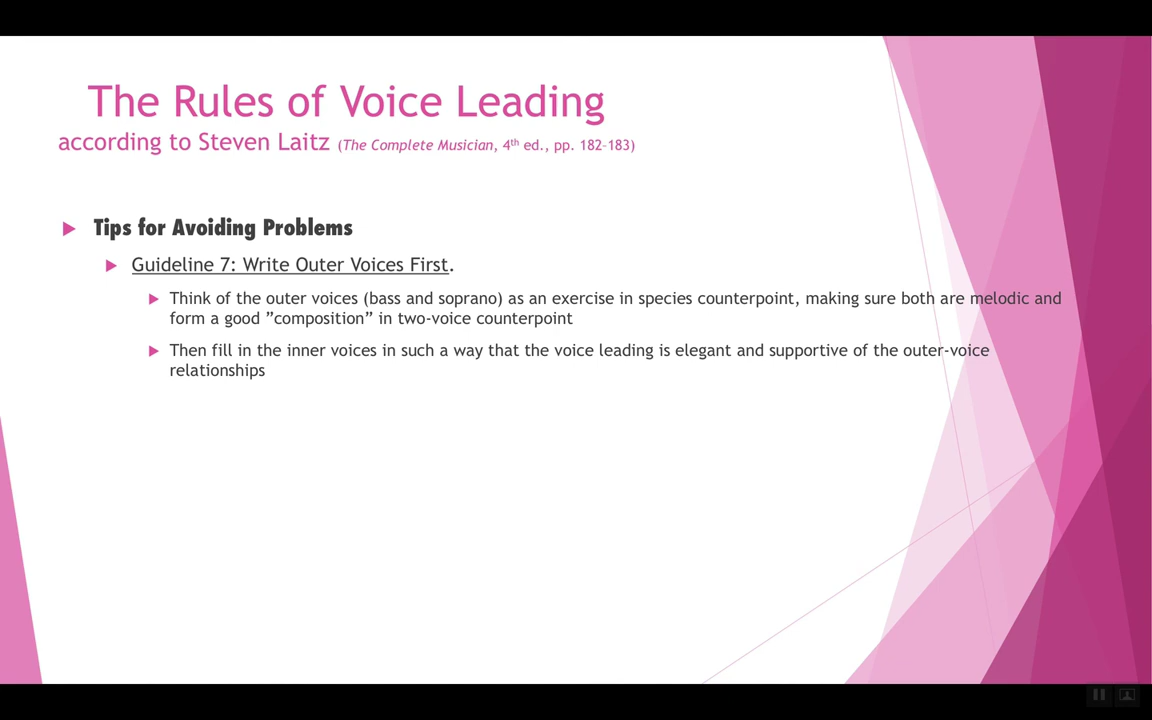 The Rules of Voice Leading
according to Steven Laitz (The Complete Musician, 4th ed., pp. 182-183)
Tips for Avoiding Problems
Guideline 7: Write Outer Voices First.
Think of the outer voices (bass and soprano) as an exercise in species counterpoint, making sure both are melodic and
form a good ”composition” in two-voice counterpoint
Then fill in the inner voices in such a way that the voice leading is elegant and supportive of the outer-voice
relationships